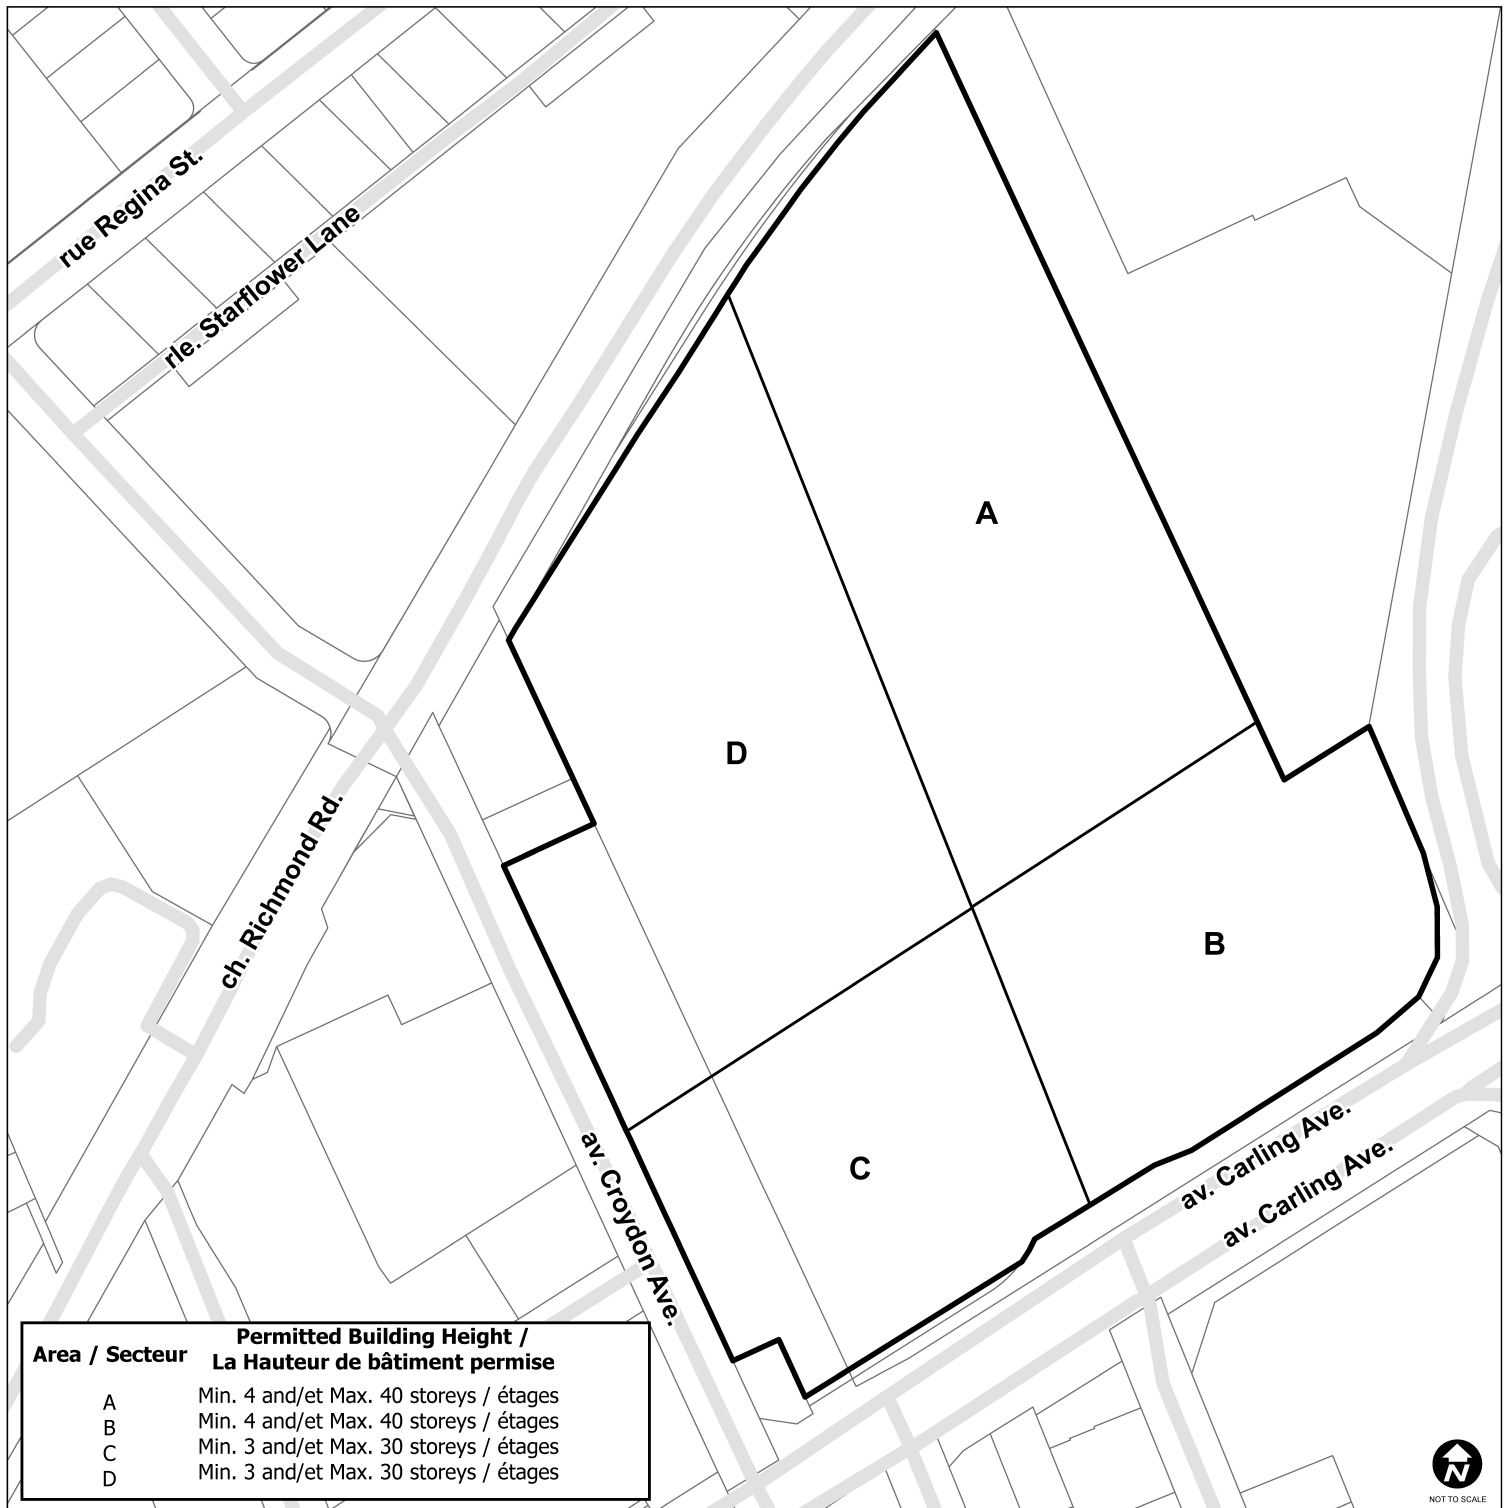 rue Regina St.
rle. Starflower Lane
A
D
ch. Richmond Rd.
B
C
av. Croydon Ave.
av. Carling Ave.
av. Carling Ave.
Area / Secteur
Permitted Building Height /
La Hauteur de bâtiment permise
A Min. 4 and/et Max. 40 storeys / étages
B Min. 4 and/et Max. 40 storeys / étages
C Min. 3 and/et Max. 30 storeys / étages
D Min. 3 and/et Max. 30 storeys / étages
N
NOT TO SCALE